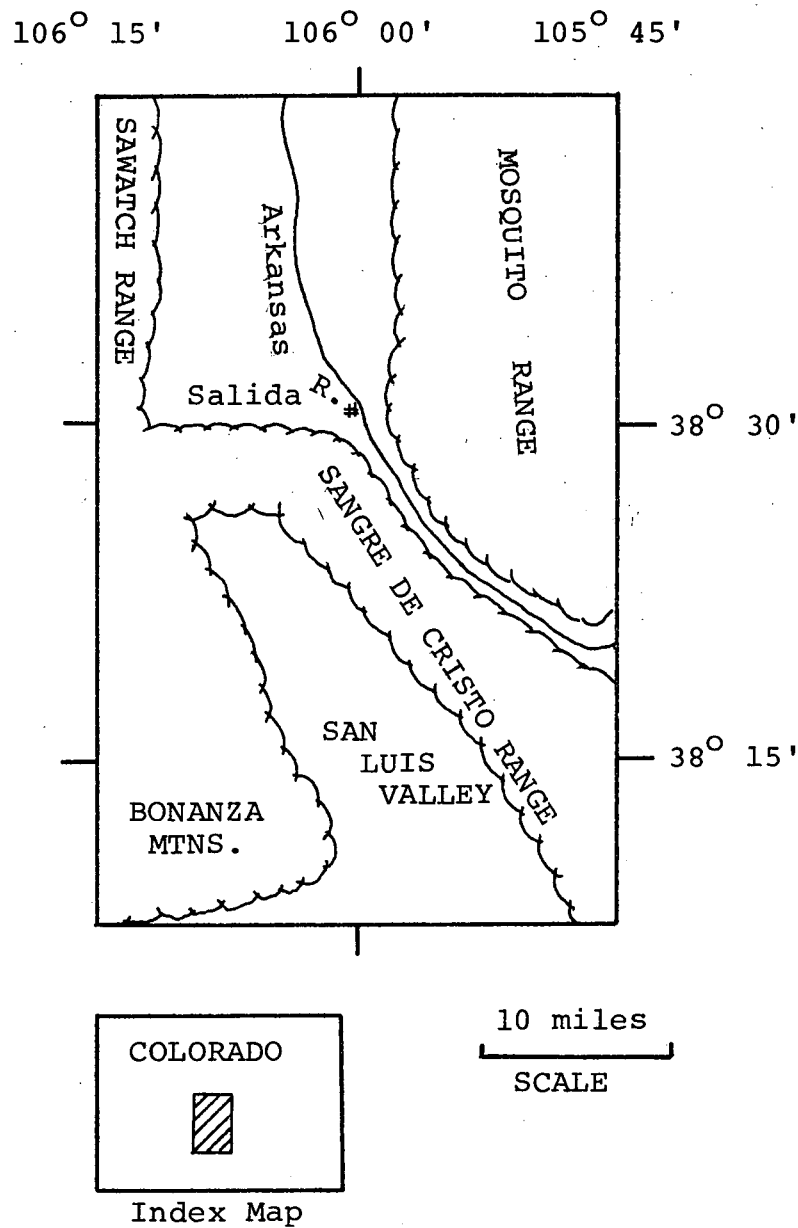 106° 15' 106° 00' 105° 45'
SAWATCH RANGE
Arkansas R.
MOSQUITO RANGE
Salida
38° 30'
SANGRE DE CRISTO RANGE
SAN
LUIS
VALLEY
38° 15'
BONANZA
MTNS.
COLORADO
Index Map
10 miles
SCALE